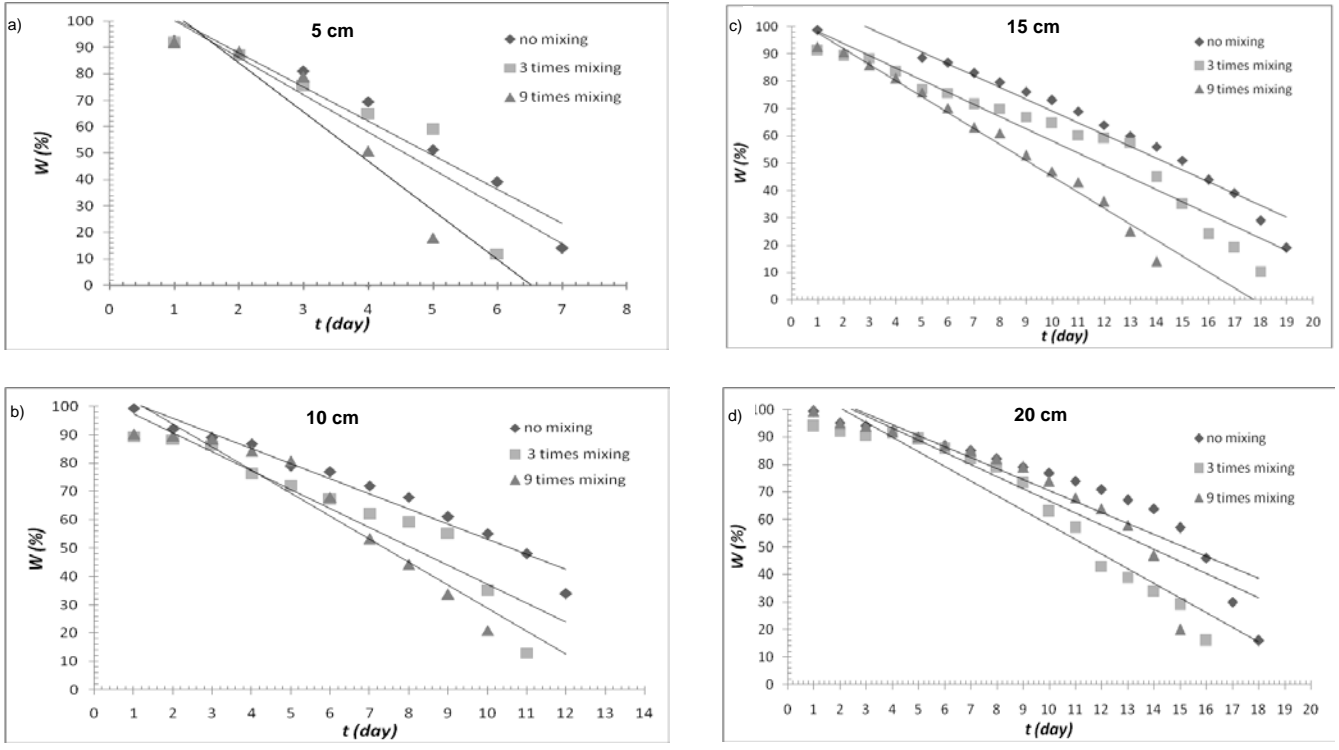 a)
5 cm
no mixing
3 times mixing
9 times mixing
W (%)
100
90
80
70
60
50
40
30
20
10
0
0 1 2 3 4 5 6 7 8
t (day)
c)
15 cm
no mixing
3 times mixing
9 times mixing
W (%)
100
90
80
70
60
50
40
30
20
10
0
0 1 2 3 4 5 6 7 8 9 10 11 12 13 14 15 16 17 18 19 20
t (day)
b)
10 cm
no mixing
3 times mixing
9 times mixing
W (%)
100
90
80
70
60
50
40
30
20
10
0
0 1 2 3 4 5 6 7 8 9 10 11 12 13 14
t (day)
d)
20 cm
no mixing
3 times mixing
9 times mixing
W (%)
100
90
80
70
60
50
40
30
20
10
0
0 1 2 3 4 5 6 7 8 9 10 11 12 13 14 15 16 17 18 19 20
t (day)